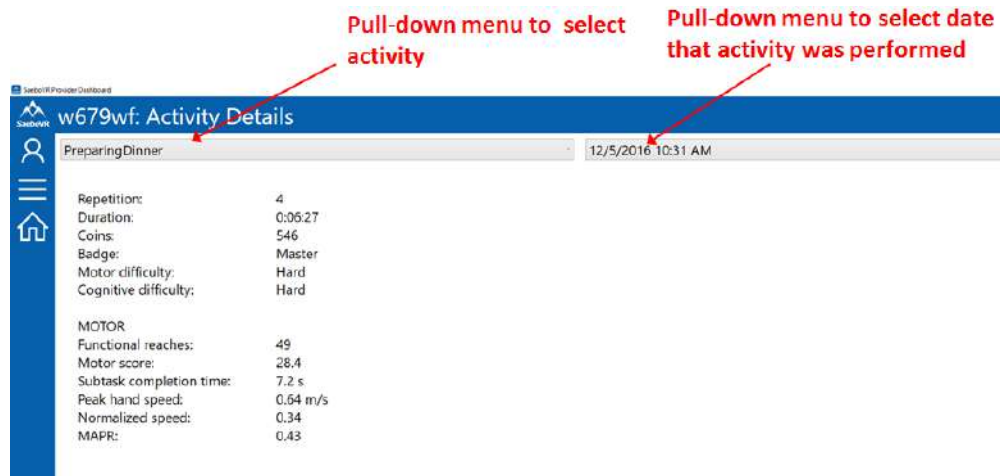 Pull-down menu to select
activity
Pull-down menu to select date
that activity was performed
SaeboVR Provider Dashboard
SaeboVR
w679wf: Activity Details
PreparingDinner
12/5/2016 10:31 AM
Repetition: 4
Duration: 0:06:27
Coins: 546
Badge: Master
Motor difficulty: Hard
Cognitive difficulty: Hard
MOTOR
Functional reaches: 49
Motor score: 28.4
Subtask completion time: 7.2 s
Peak hand speed: 0.64 m/s
Normalized speed: 0.34
MAPR: 0.43